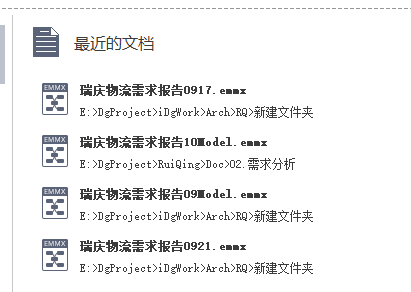 最近的文档
EMMX
瑞庆物流需求报告0917.emmx
E:>DgProject>iDgWork>Arch>RQ>新建文件夹
EMMX
瑞庆物流需求报告10Model.emmx
E:>DgProject>RuiQing>Doc>02.需求分析
EMMX
瑞庆物流需求报告09Model.emmx
E:>DgProject>iDgWork>Arch>RQ>新建文件夹
EMMX
瑞庆物流需求报告0921.emmx
E:>DgProject>iDgWork>Arch>RQ>新建文件夹